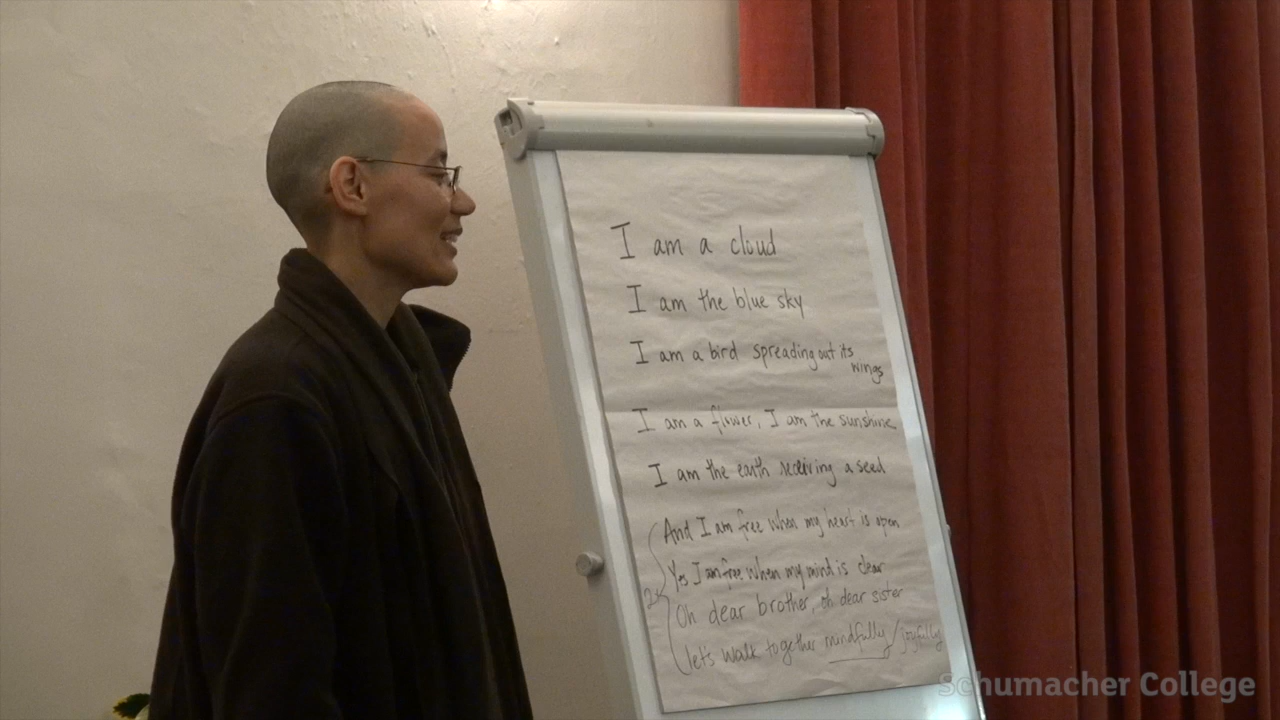 I am a cloud
I am the blue sky
I am a bird spreading out its
wings
I am a flower, I am the sunshine
I am the earth receiving a seed
And I am free when my heart is open
Yes I am free when my mind is clear
2x
Oh dear brother, oh dear sister
let's walk together mindfully/joyfully
Schumacher College